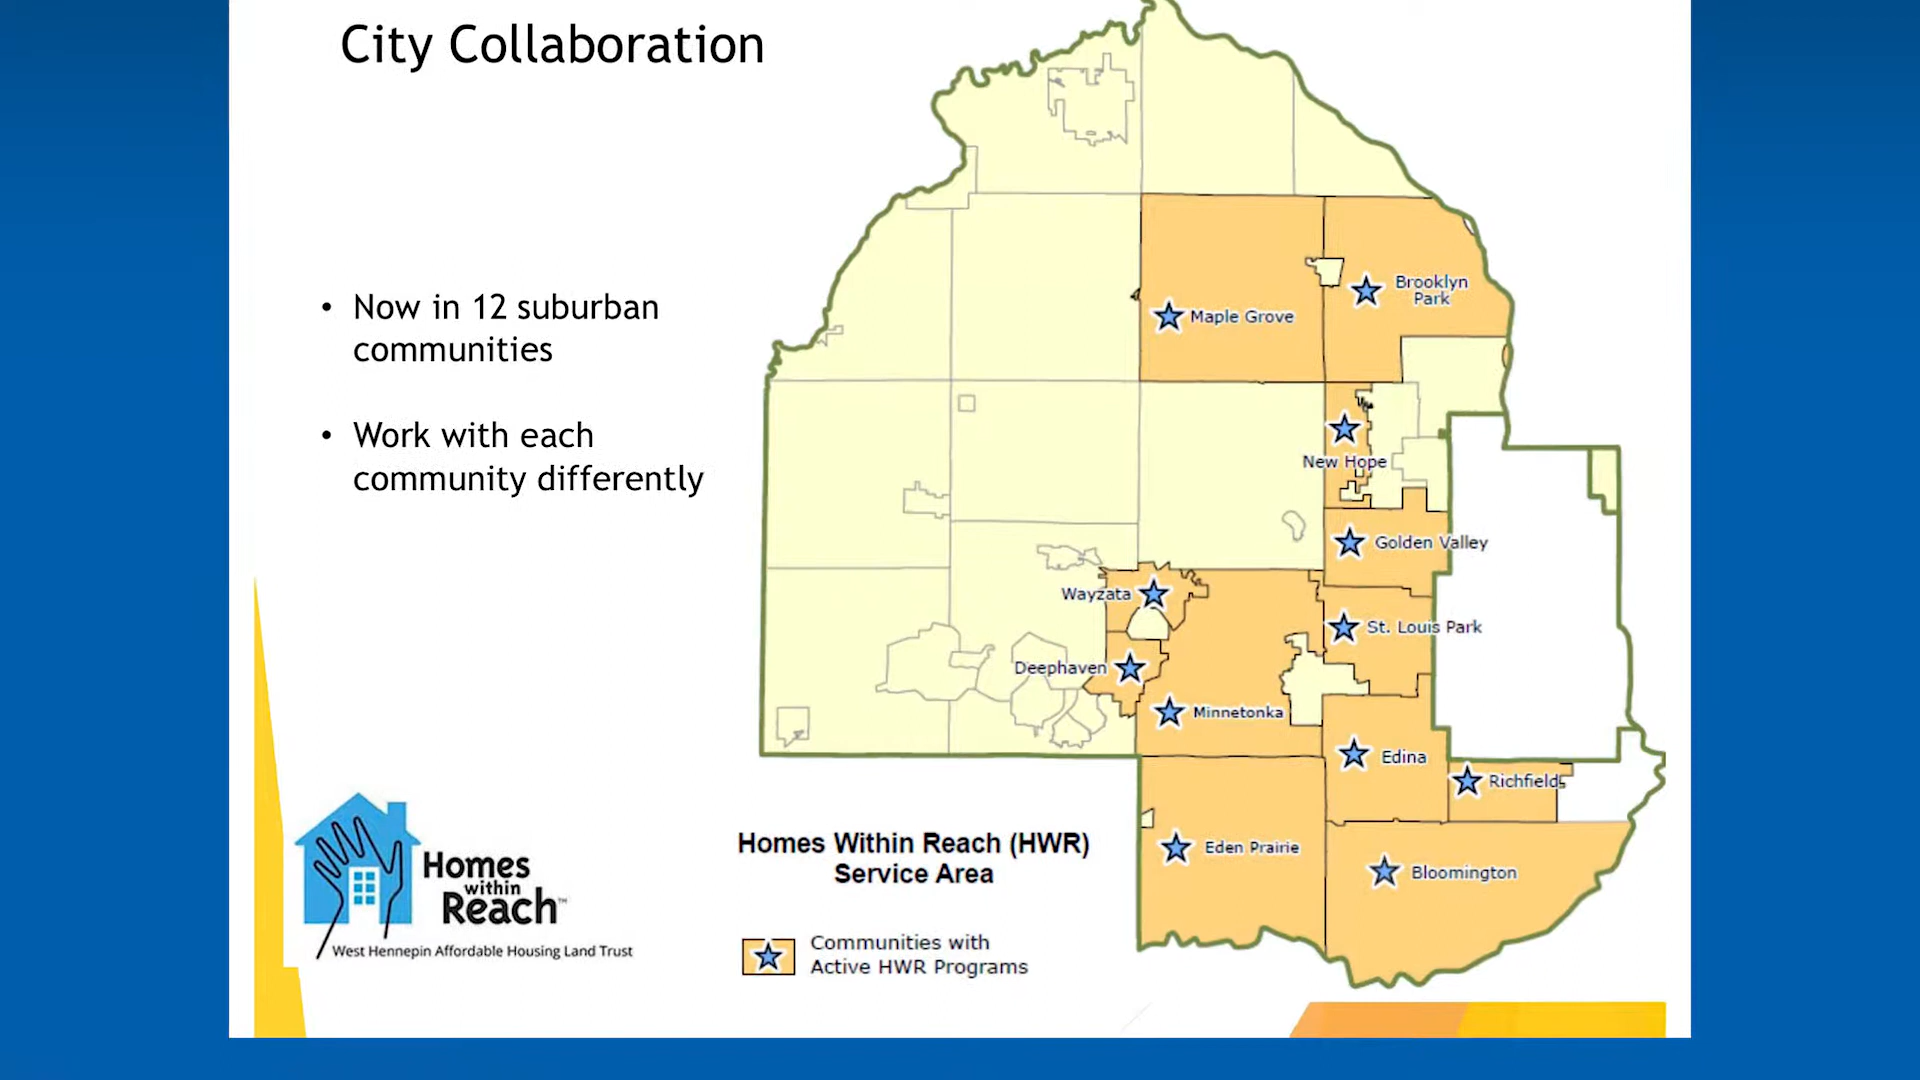 City Collaboration
• Now in 12 suburban
communities
• Work with each
community differently
Brooklyn
Park
Maple Grove
New Hope
Golden Valley
Wayzata
St. Louis Park
Deephaven
Minnetonka
Edina
Richfield
Eden Prairie
Bloomington
Homes Within Reach (HWR)
Service Area
Communities with
Active HWR Programs
Homes
within
Reach™
West Hennepin Affordable Housing Land Trust